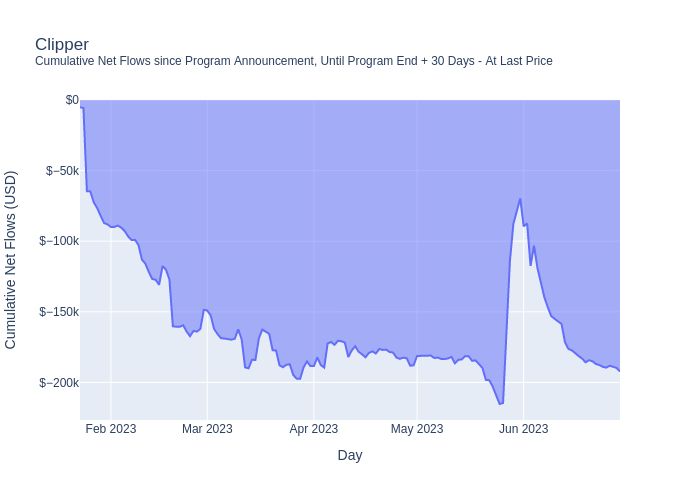 Clipper
Cumulative Net Flows since Program Announcement, Until Program End + 30 Days - At Last Price
Cumulative Net Flows (USD)
$0
$−50k
$−100k
$−150k
$−200k
Feb 2023
Mar 2023
Apr 2023
May 2023
Jun 2023
Day